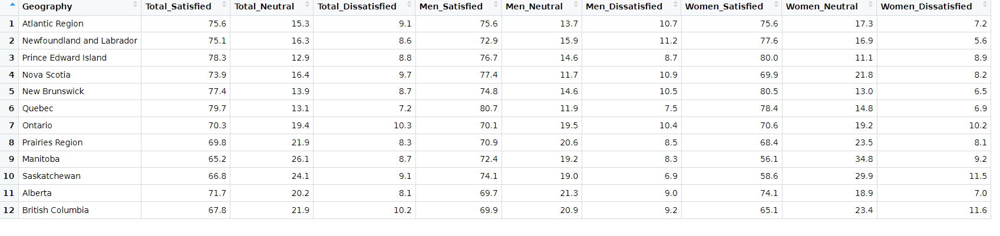 Geography Total_Satisfied Total_Neutral Total_Dissatisfied Men_Satisfied Men_Neutral Men_Dissatisfied Women_Satisfied Women_Neutral Women_Dissatisfied
1 Atlantic Region 75.6 15.3 9.1 75.6 13.7 10.7 75.6 17.3 7.2
2 Newfoundland and Labrador 75.1 16.3 8.6 72.9 15.9 11.2 77.6 16.9 5.6
3 Prince Edward Island 78.3 12.9 8.8 76.7 14.6 8.7 80.0 11.1 8.9
4 Nova Scotia 73.9 16.4 9.7 77.4 11.7 10.9 69.9 21.8 8.2
5 New Brunswick 77.4 13.9 8.7 74.8 14.6 10.5 80.5 13.0 6.5
6 Quebec 79.7 13.1 7.2 80.7 11.9 7.5 78.4 14.8 6.9
7 Ontario 70.3 19.4 10.3 70.1 19.5 10.4 70.6 19.2 10.2
8 Prairies Region 69.8 21.9 8.3 70.9 20.6 8.5 68.4 23.5 8.1
9 Manitoba 65.2 26.1 8.7 72.4 19.2 8.3 56.1 34.8 9.2
10 Saskatchewan 66.8 24.1 9.1 74.1 19.0 6.9 58.6 29.9 11.5
11 Alberta 71.7 20.2 8.1 69.7 21.3 9.0 74.1 18.9 7.0
12 British Columbia 67.8 21.9 10.2 69.9 20.9 9.2 65.1 23.4 11.6